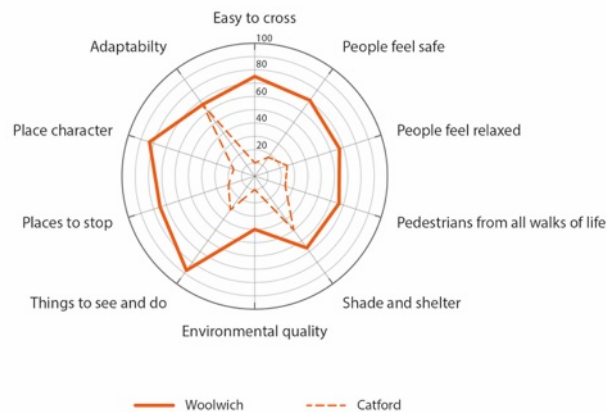 Easy to cross
Adaptabilty
People feel safe
100
80
60
40
20
Place character
People feel relaxed
Places to stop
Pedestrians from all walks of life
Things to see and do
Shade and shelter
Environmental quality
Woolwich
Catford